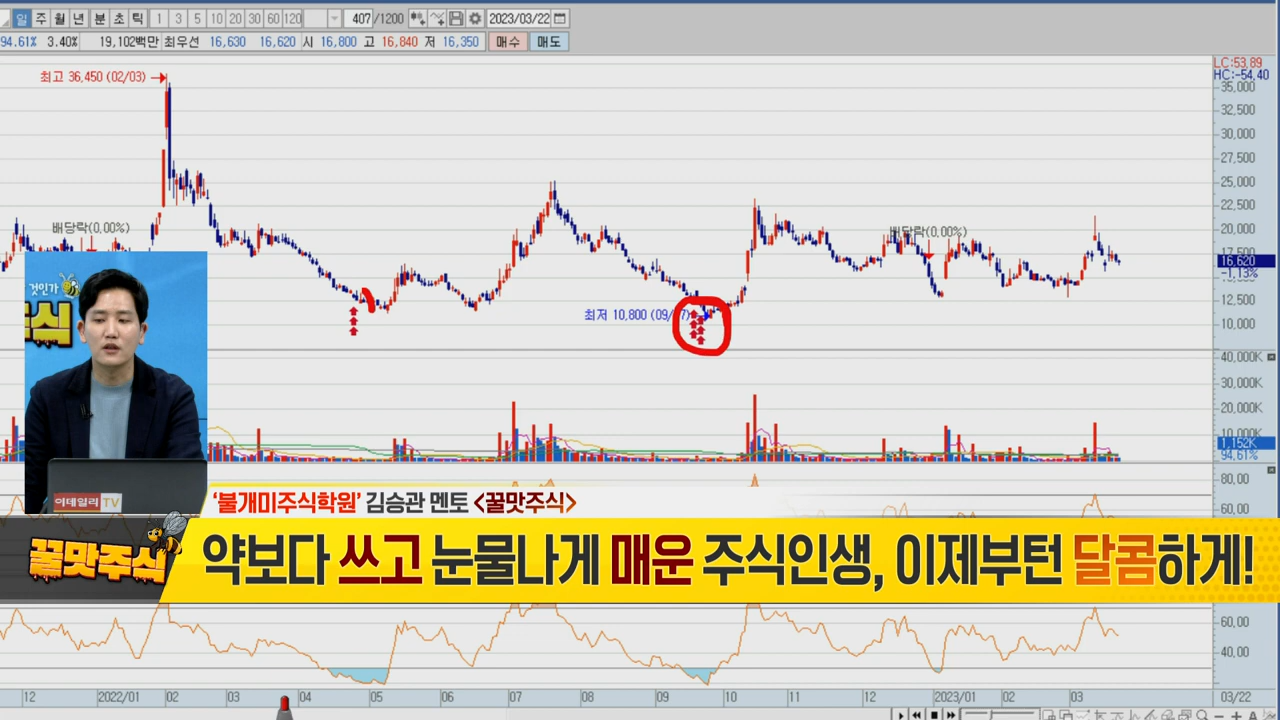 일 주 월 년 분 초 틱 1 3 5 10 20 30 60 120 407 /1200 2023/03/22
94.61% 3.40% 19,102백만 최우선 16,630 16,620 시 16,800 고 16,840 저 16,350 매수 매도
LC:53.89
HC:-54.40
최고 36,450 (02/03)
35,000
32,500
30,000
27,500
25,000
22,500
20,000
배당락(0.00%)
배당락(0.00%)
17,500
16,620
-1.13%
12,500
최저 10,800 (09/
10,000
것인가
식
40,000K
30,000K
20,000K
10,000K
1,152K
94.61%
80.00
60.00
이데일리 TV
'불개미주식학원' 김승관 멘토 <꿀맛주식>
꿀맛주식
약보다 쓰고 눈물나게 매운 주식인생, 이제부턴 달콤하게!
60.00
40.00
12 2022/01 02 03 04 05 06 07 08 09 10 11 12 2023/01 02 03 03/22